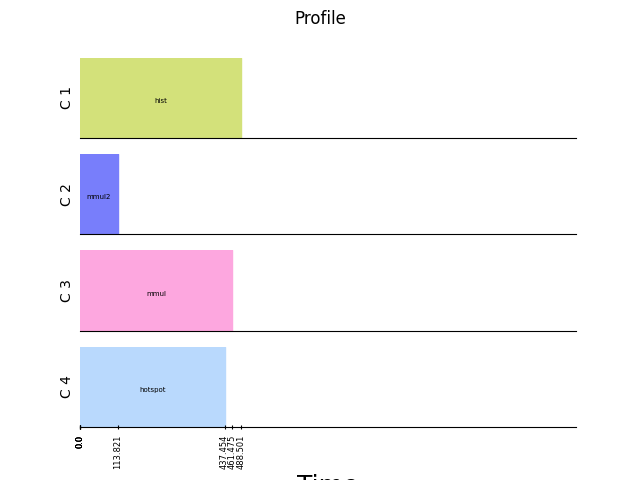 Profile
C 1
hist
C 2
mmul2
C 3
mmul
C 4
hotspot
0.0
113.821
437.454
461.475
488.501
Time